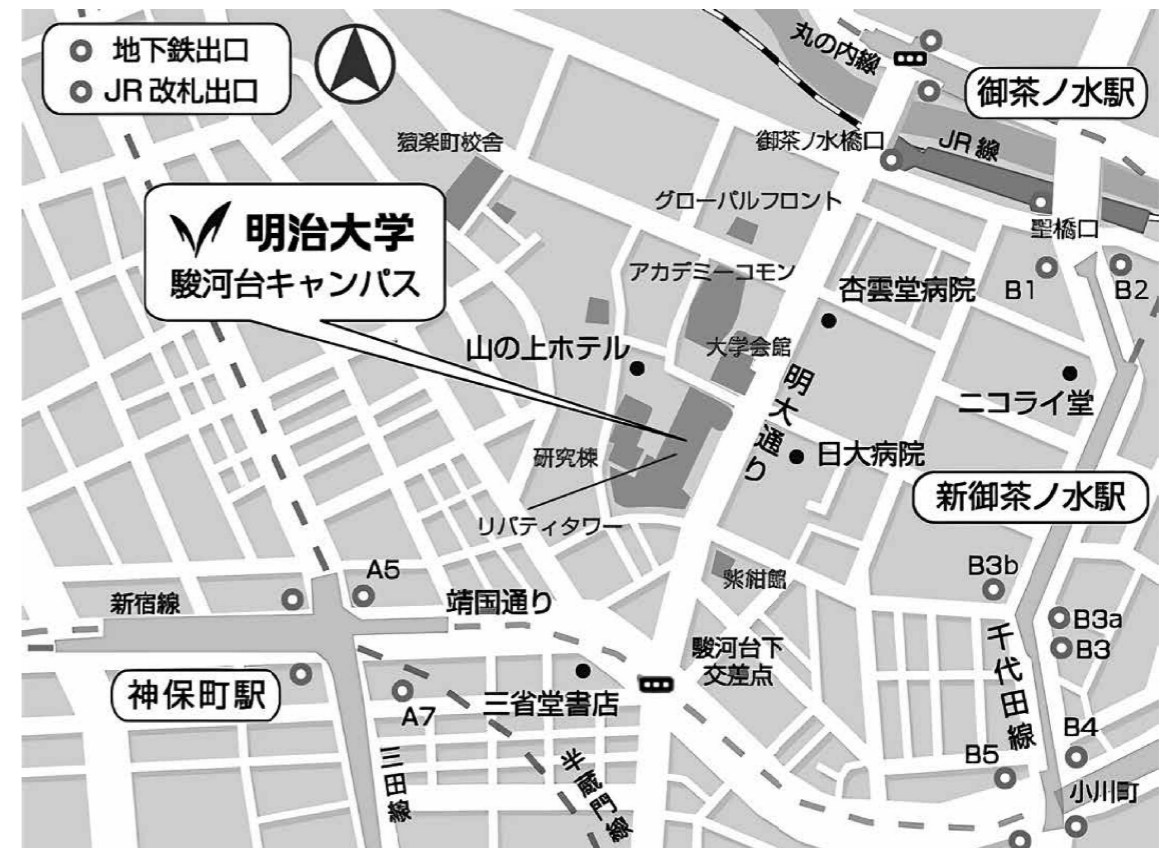 地下鉄出口
JR改札出口
丸の内線
御茶ノ水駅
猿楽町校舎
御茶ノ水橋口
JR線
グローバルフロント
聖橋口
明治大学
駿河台キャンパス
アカデミーコモン
杏雲堂病院
B1
B2
山の上ホテル
大学会館
明大通り
ニコライ堂
研究棟
日大病院
新御茶ノ水駅
リバティタワー
A5
紫紺館
B3b
新宿線
靖国通り
B3a
B3
千代田線
駿河台下
交差点
神保町駅
三省堂書店
A7
B4
B5
三田線
半蔵門線
小川町